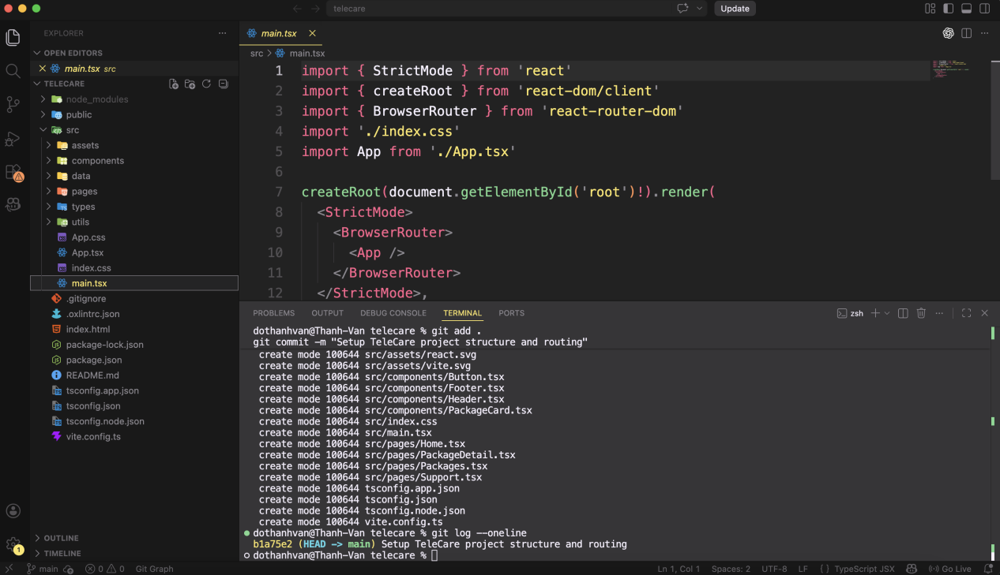 telecare
Update
EXPLORER
OPEN EDITORS
main.tsx src
TELECARE
node_modules
public
src
assets
components
data
pages
types
utils
App.css
App.tsx
index.css
main.tsx
.gitignore
.oxlintrc.json
index.html
package-lock.json
package.json
README.md
tsconfig.app.json
tsconfig.json
tsconfig.node.json
vite.config.ts
OUTLINE
TIMELINE
main.tsx
src > main.tsx
1 import { StrictMode } from 'react'
2 import { createRoot } from 'react-dom/client'
3 import { BrowserRouter } from 'react-router-dom'
4 import './index.css'
5 import App from './App.tsx'
6
7 createRoot(document.getElementById('root')!).render(
8 <StrictMode>
9 <BrowserRouter>
10 <App />
11 </BrowserRouter>
12 </StrictMode>,
PROBLEMS OUTPUT DEBUG CONSOLE TERMINAL PORTS
zsh
dothanhvan@Thanh-Van telecare % git add .
git commit -m "Setup TeleCare project structure and routing"
create mode 100644 src/assets/react.svg
create mode 100644 src/assets/vite.svg
create mode 100644 src/components/Button.tsx
create mode 100644 src/components/Footer.tsx
create mode 100644 src/components/Header.tsx
create mode 100644 src/components/PackageCard.tsx
create mode 100644 src/index.css
create mode 100644 src/main.tsx
create mode 100644 src/pages/Home.tsx
create mode 100644 src/pages/PackageDetail.tsx
create mode 100644 src/pages/Packages.tsx
create mode 100644 src/pages/Support.tsx
create mode 100644 tsconfig.app.json
create mode 100644 tsconfig.json
create mode 100644 tsconfig.node.json
create mode 100644 vite.config.ts
dothanhvan@Thanh-Van telecare % git log --oneline
b1a75e2 (HEAD -> main) Setup TeleCare project structure and routing
dothanhvan@Thanh-Van telecare %
1
main 0 0 Git Graph Ln 1, Col 1 Spaces: 2 UTF-8 LF { } TypeScript JSX Go Live